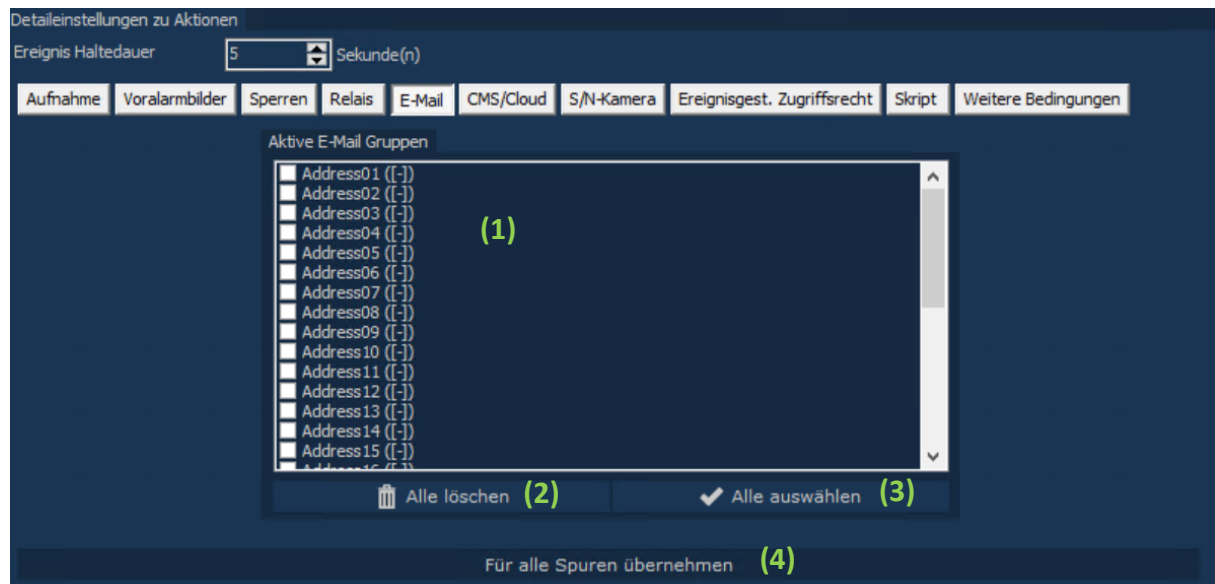 Detaileinstellungen zu Aktionen
Ereignis Haltedauer 5 Sekunde(n)
Aufnahme Voralarmbilder Sperren Relais E-Mail CMS/Cloud S/N-Kamera Ereignisgest. Zugriffsrecht Skript Weitere Bedingungen
Aktive E-Mail Gruppen
Address01 ([-])
Address02 ([-])
Address03 ([-])
(1)
Address04 ([-])
Address05 ([-])
Address06 ([-])
Address07 ([-])
Address08 ([-])
Address09 ([-])
Address10 ([-])
Address11 ([-])
Address12 ([-])
Address13 ([-])
Address14 ([-])
Address15 ([-])
Alle löschen (2) Alle auswählen (3)
Für alle Spuren übernehmen (4)